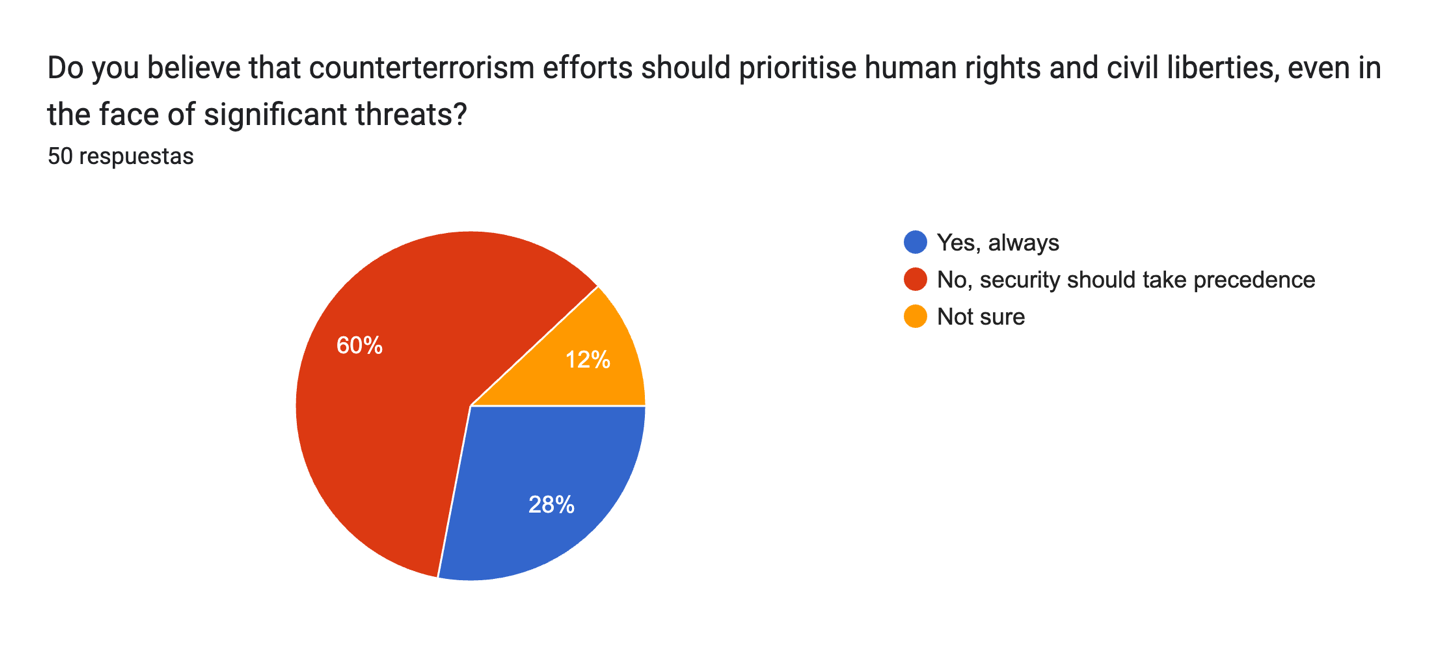 Do you believe that counterterrorism efforts should prioritise human rights and civil liberties, even in
the face of significant threats?
50 respuestas
Yes, always
No, security should take precedence
Not sure
60%
12%
28%